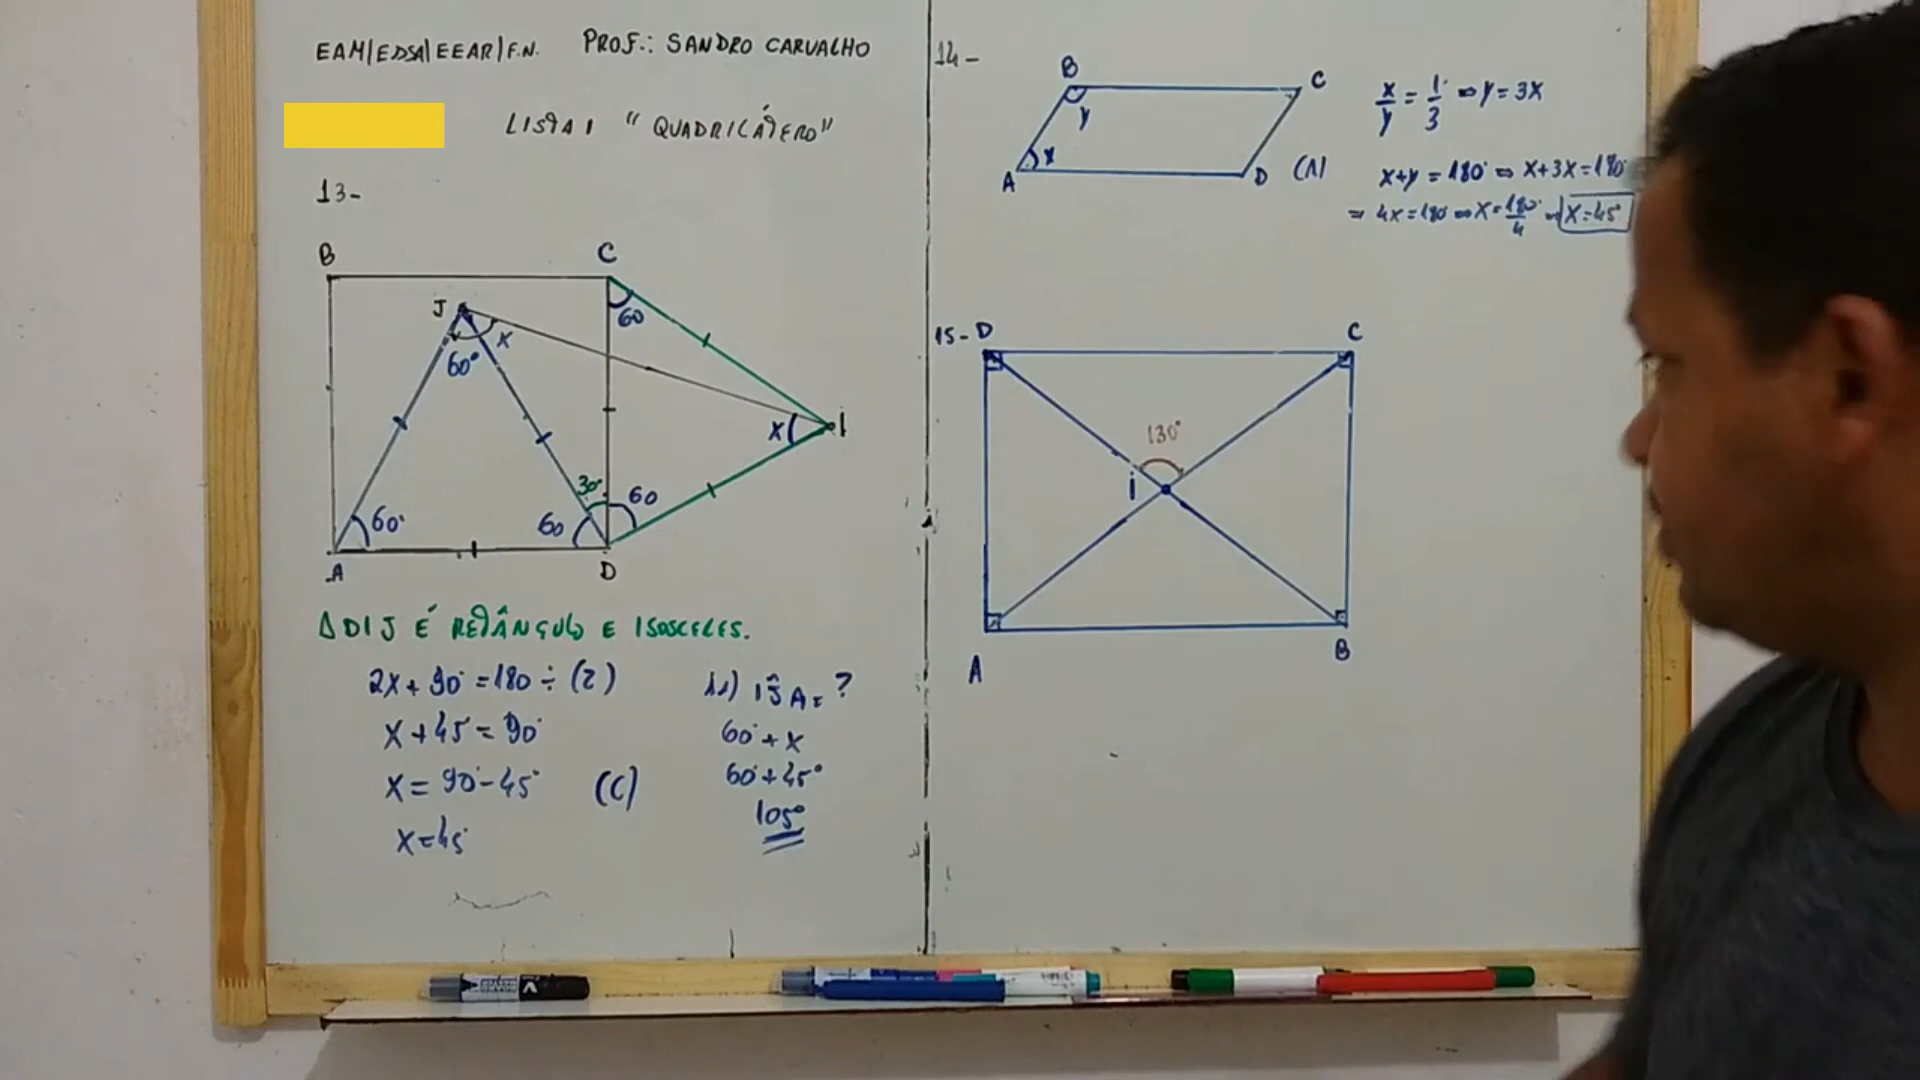 EAM/EDSA/EEAR/F.N. PROF.: SANDRO CARVALHO
LISTA 1 "QUADRILÁTERO"
13-
B C
J
60° x
60
x I
30° 60
60° 60
A D
Δ DIJ É RETÂNGULO E ISÓSCELES.
2x + 90° = 180 ÷ (2)
x + 45° = 90°
x = 90° - 45° (C)
x = 45°
ii) IĴA = ?
60° + x
60° + 45°
105°
14-
B C
y
x
A D (A)
x/y = 1/3 ⇒ y = 3x
x + y = 180° ⇒ x + 3x = 180°
⇒ 4x = 180° ⇒ x = 180°/4 ⇒ x = 45°
15- D C
130°
i
A B